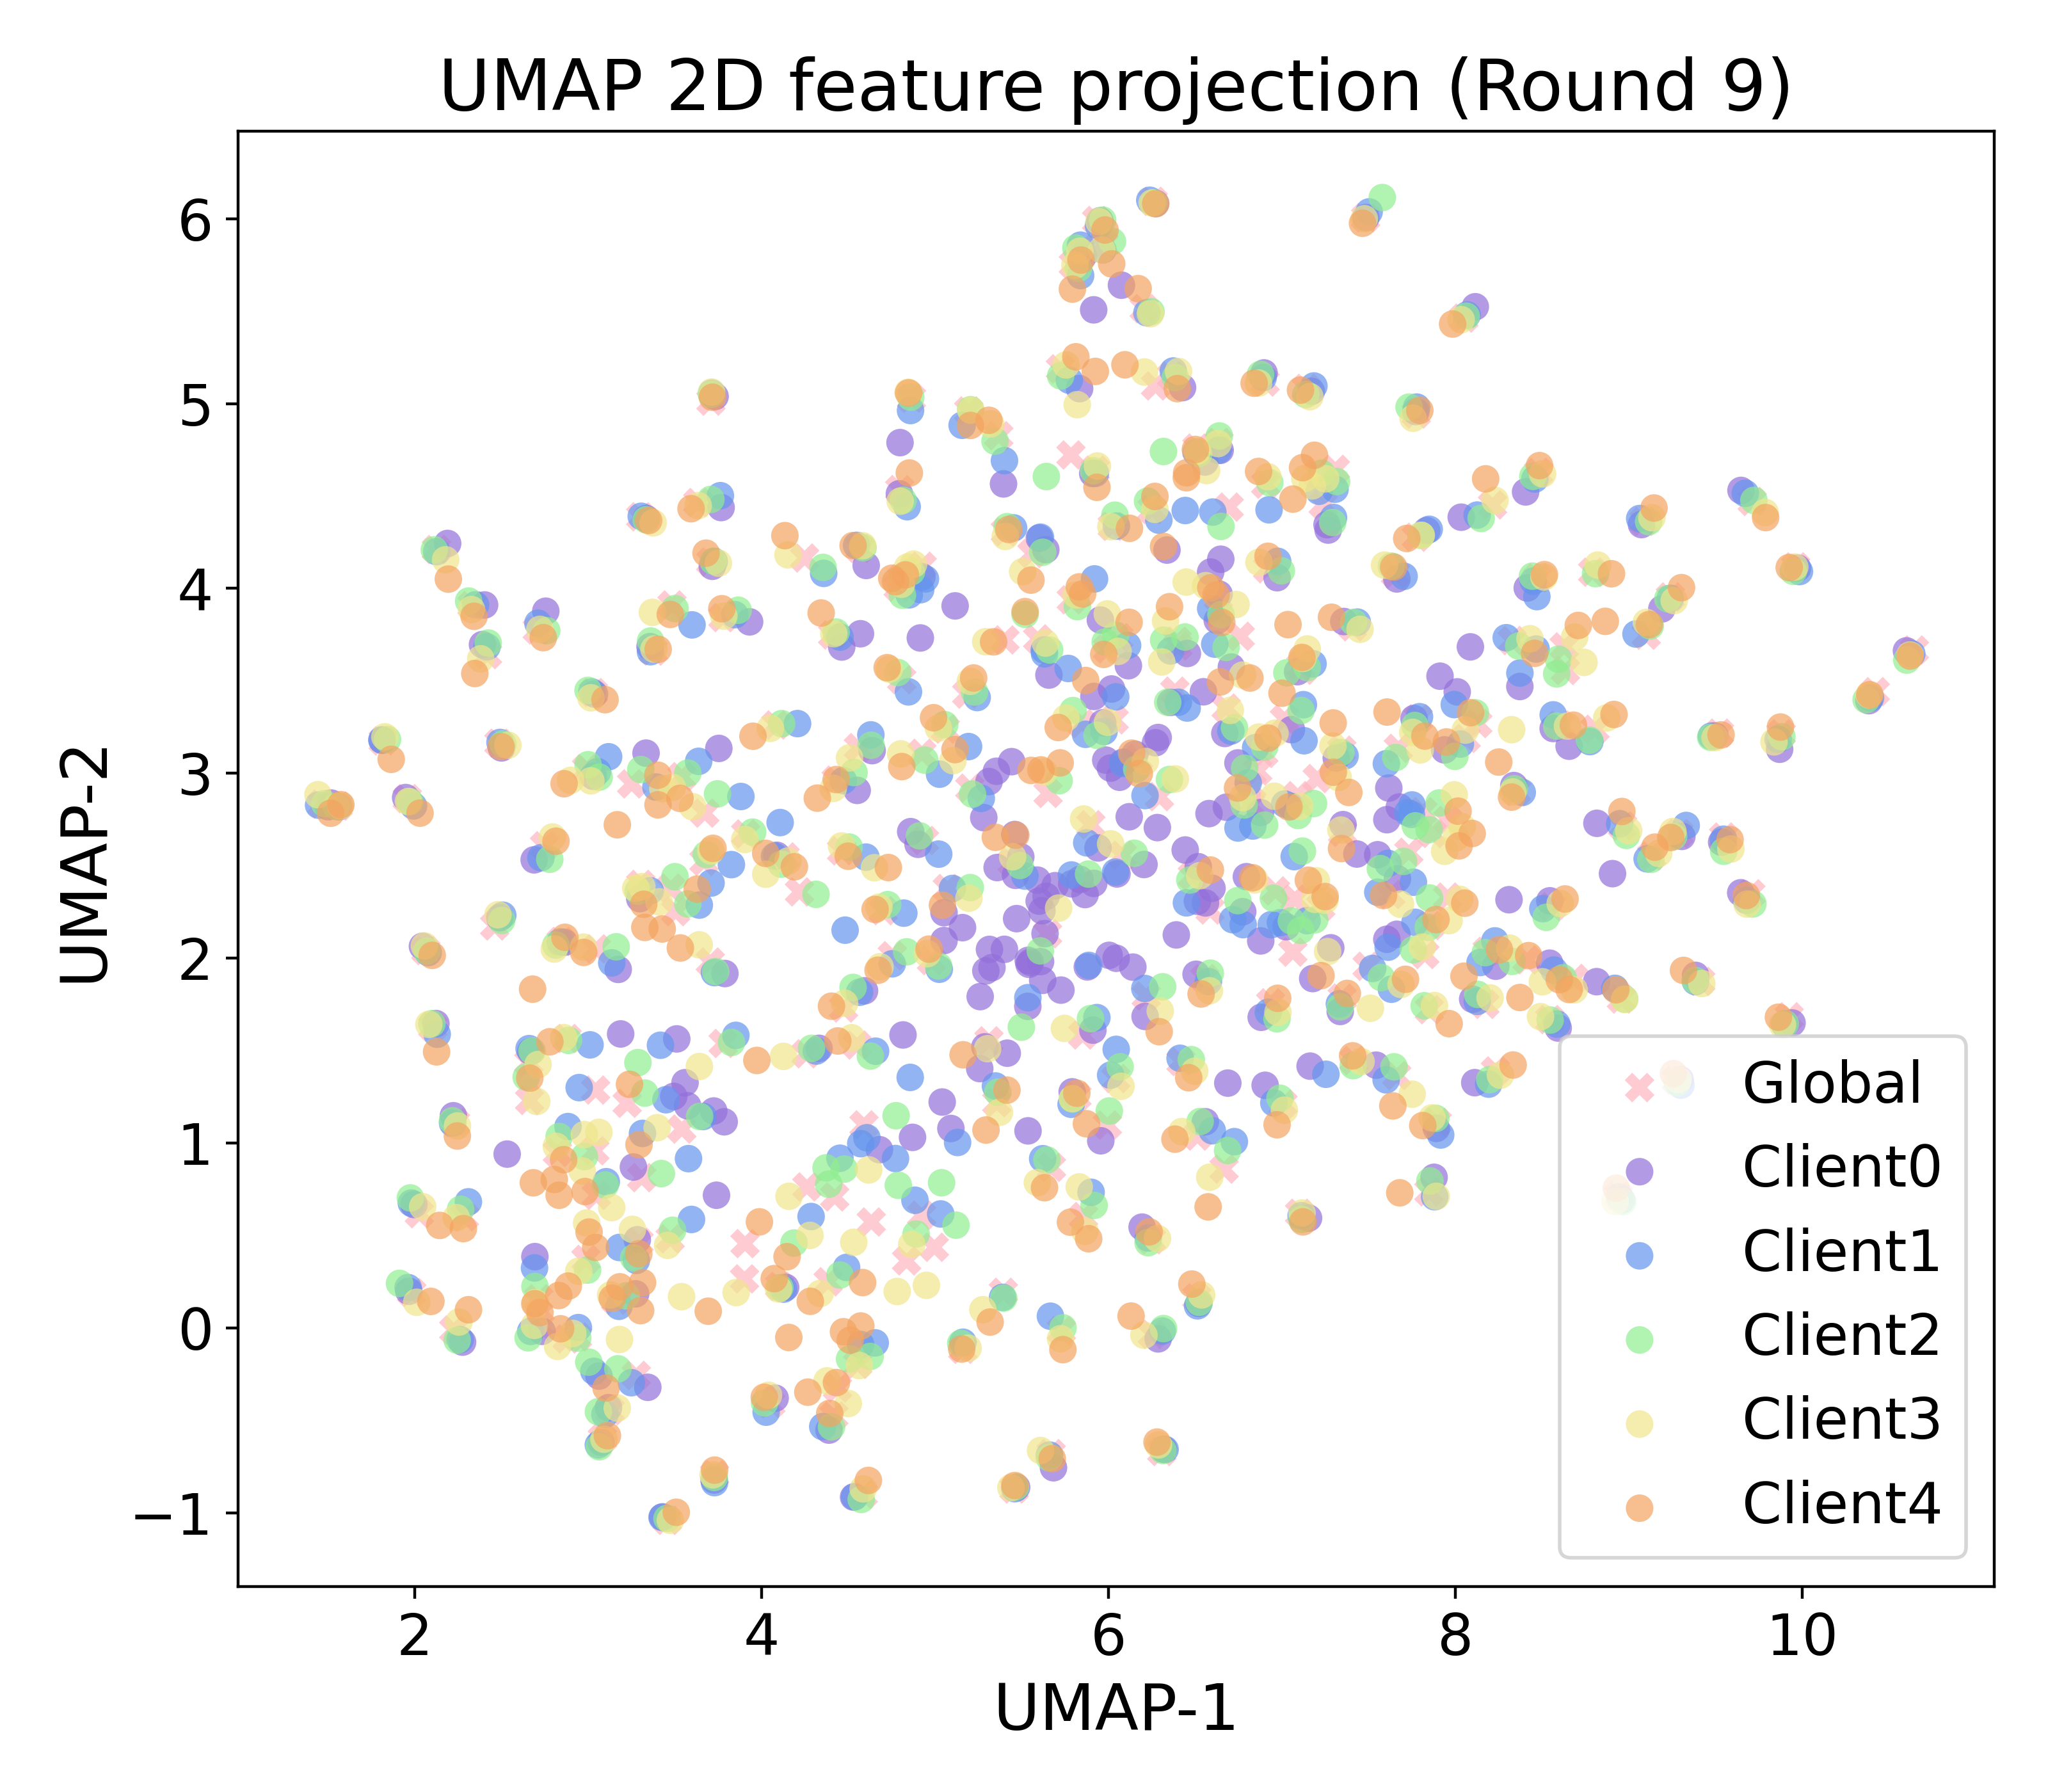 UMAP 2D feature projection (Round 9)
6
5
4
3
2
1
0
−1
UMAP-2
2
4
6
8
10
UMAP-1
Global
Client0
Client1
Client2
Client3
Client4